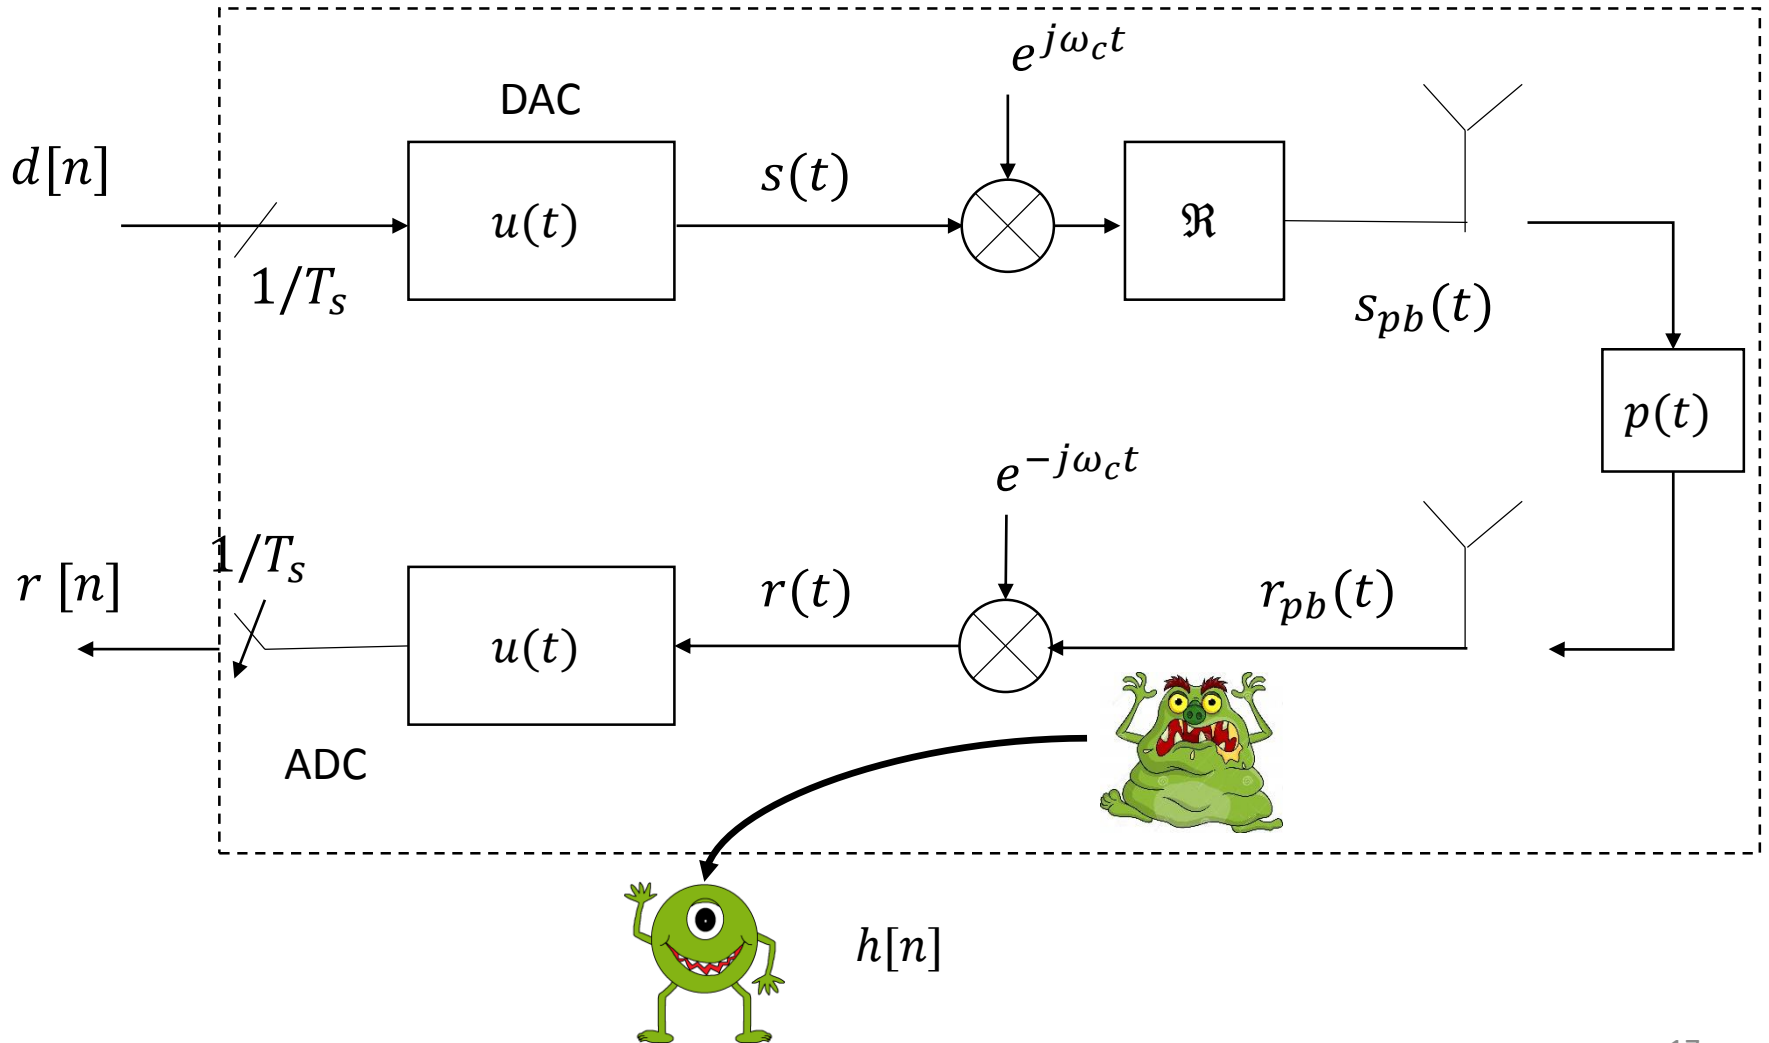 e^{jω_c t}
DAC
d[n]
u(t)
s(t)
ℜ
1/T_s
s_{pb}(t)
p(t)
e^{-jω_c t}
1/T_s
r [n]
u(t)
r(t)
r_{pb}(t)
ADC
h[n]